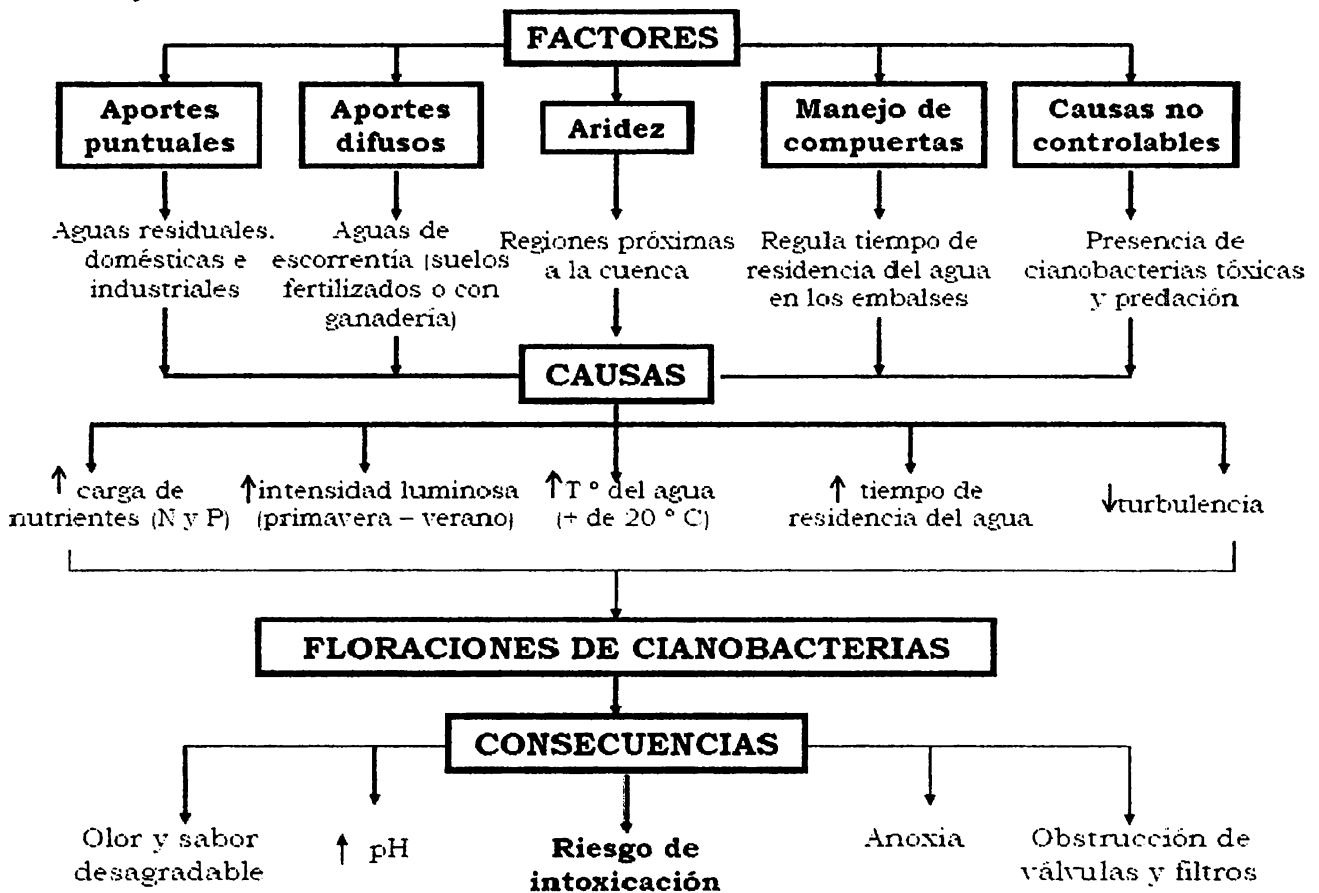 FACTORES
Aportes
puntuales
Aportes
difusos
Aridez
Manejo de
compuertas
Causas no
controlables
Aguas residuales.
domésticas e
industriales
Aguas de
escorrentía (suelos
fertilizados o con
ganadería)
Regiones próximas
a la cuenca
Regula tiempo de
residencia del agua
en los embalses
Presencia de
cianobacterias tóxicas
y predación
CAUSAS
↑ carga de
nutrientes (N y P)
↑intensidad luminosa
(primavera – verano)
↑T ° del agua
(+ de 20 ° C)
↑ tiempo de
residencia del agua
↓turbulencia
FLORACIONES DE CIANOBACTERIAS
CONSECUENCIAS
Olor y sabor
desagradable
↑ pH
Riesgo de
intoxicación
Anoxia
Obstrucción de
válvulas y filtros